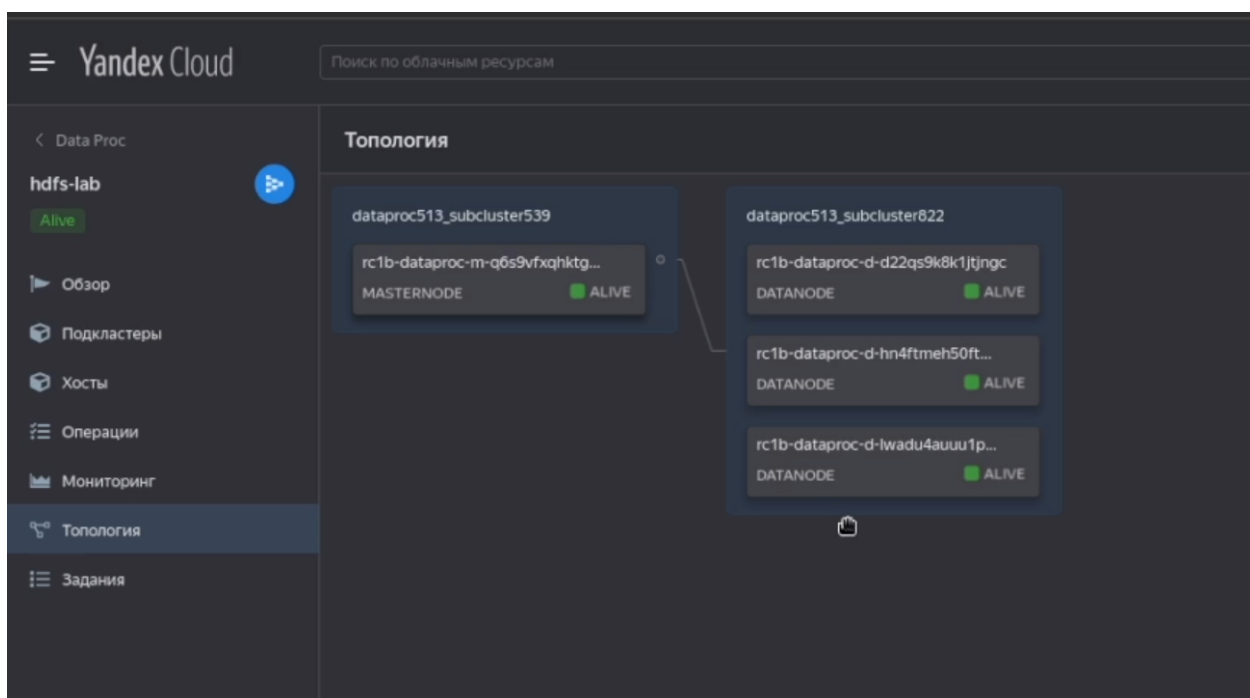 Yandex Cloud
Поиск по облачным ресурсам
Data Proc
hdfs-lab
Alive
Обзор
Подкластеры
Хосты
Операции
Мониторинг
Топология
Задания
Топология
dataproc513_subcluster539
rc1b-dataproc-m-q6s9vfxqhktg...
MASTERNODE ALIVE
dataproc513_subcluster822
rc1b-dataproc-d-d22qs9k8k1jtjngc
DATANODE ALIVE
rc1b-dataproc-d-hn4ftmeh50ft...
DATANODE ALIVE
rc1b-dataproc-d-lwadu4auuu1p...
DATANODE ALIVE